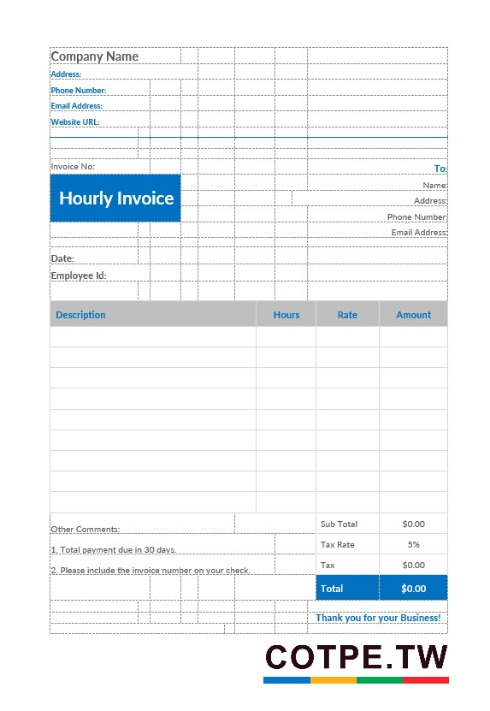 Company Name
Address:
Phone Number:
Email Address:
Website URL:
Invoice No:
To:
Hourly Invoice
Name:
Address:
Phone Number:
Email Address:
Date:
Employee Id:
Description Hours Rate Amount
Sub Total $0.00
Other Comments:
Tax Rate 5%
1. Total payment due in 30 days.
Tax $0.00
2. Please include the invoice number on your check.
Total $0.00
Thank you for your Business!
COTPE.TW